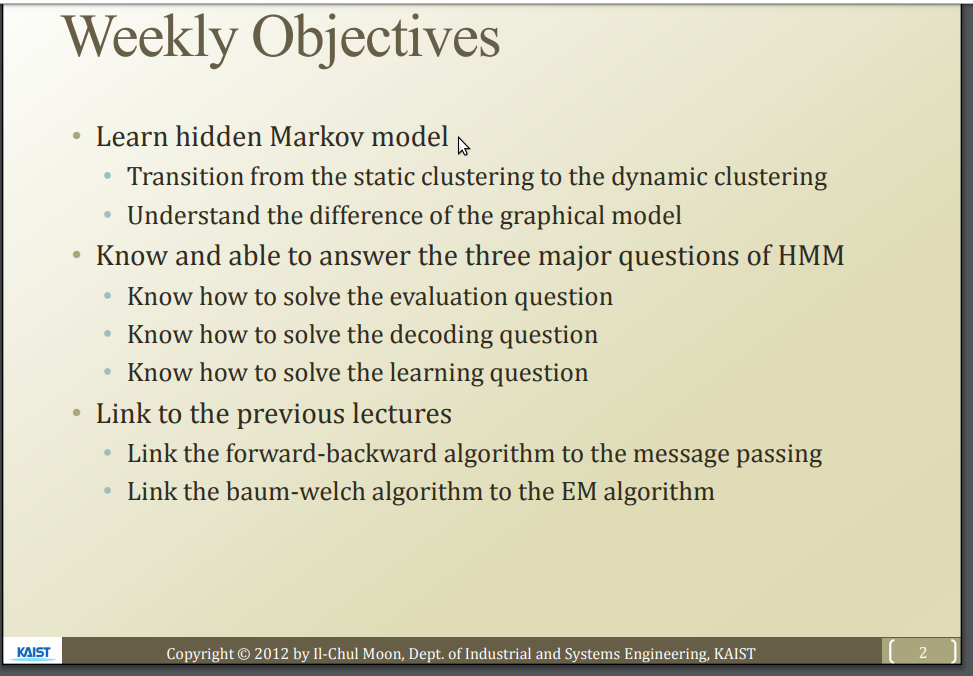 Weekly Objectives
• Learn hidden Markov model
• Transition from the static clustering to the dynamic clustering
• Understand the difference of the graphical model
• Know and able to answer the three major questions of HMM
• Know how to solve the evaluation question
• Know how to solve the decoding question
• Know how to solve the learning question
• Link to the previous lectures
• Link the forward-backward algorithm to the message passing
• Link the baum-welch algorithm to the EM algorithm
KAIST
Copyright © 2012 by Il-Chul Moon, Dept. of Industrial and Systems Engineering, KAIST
2